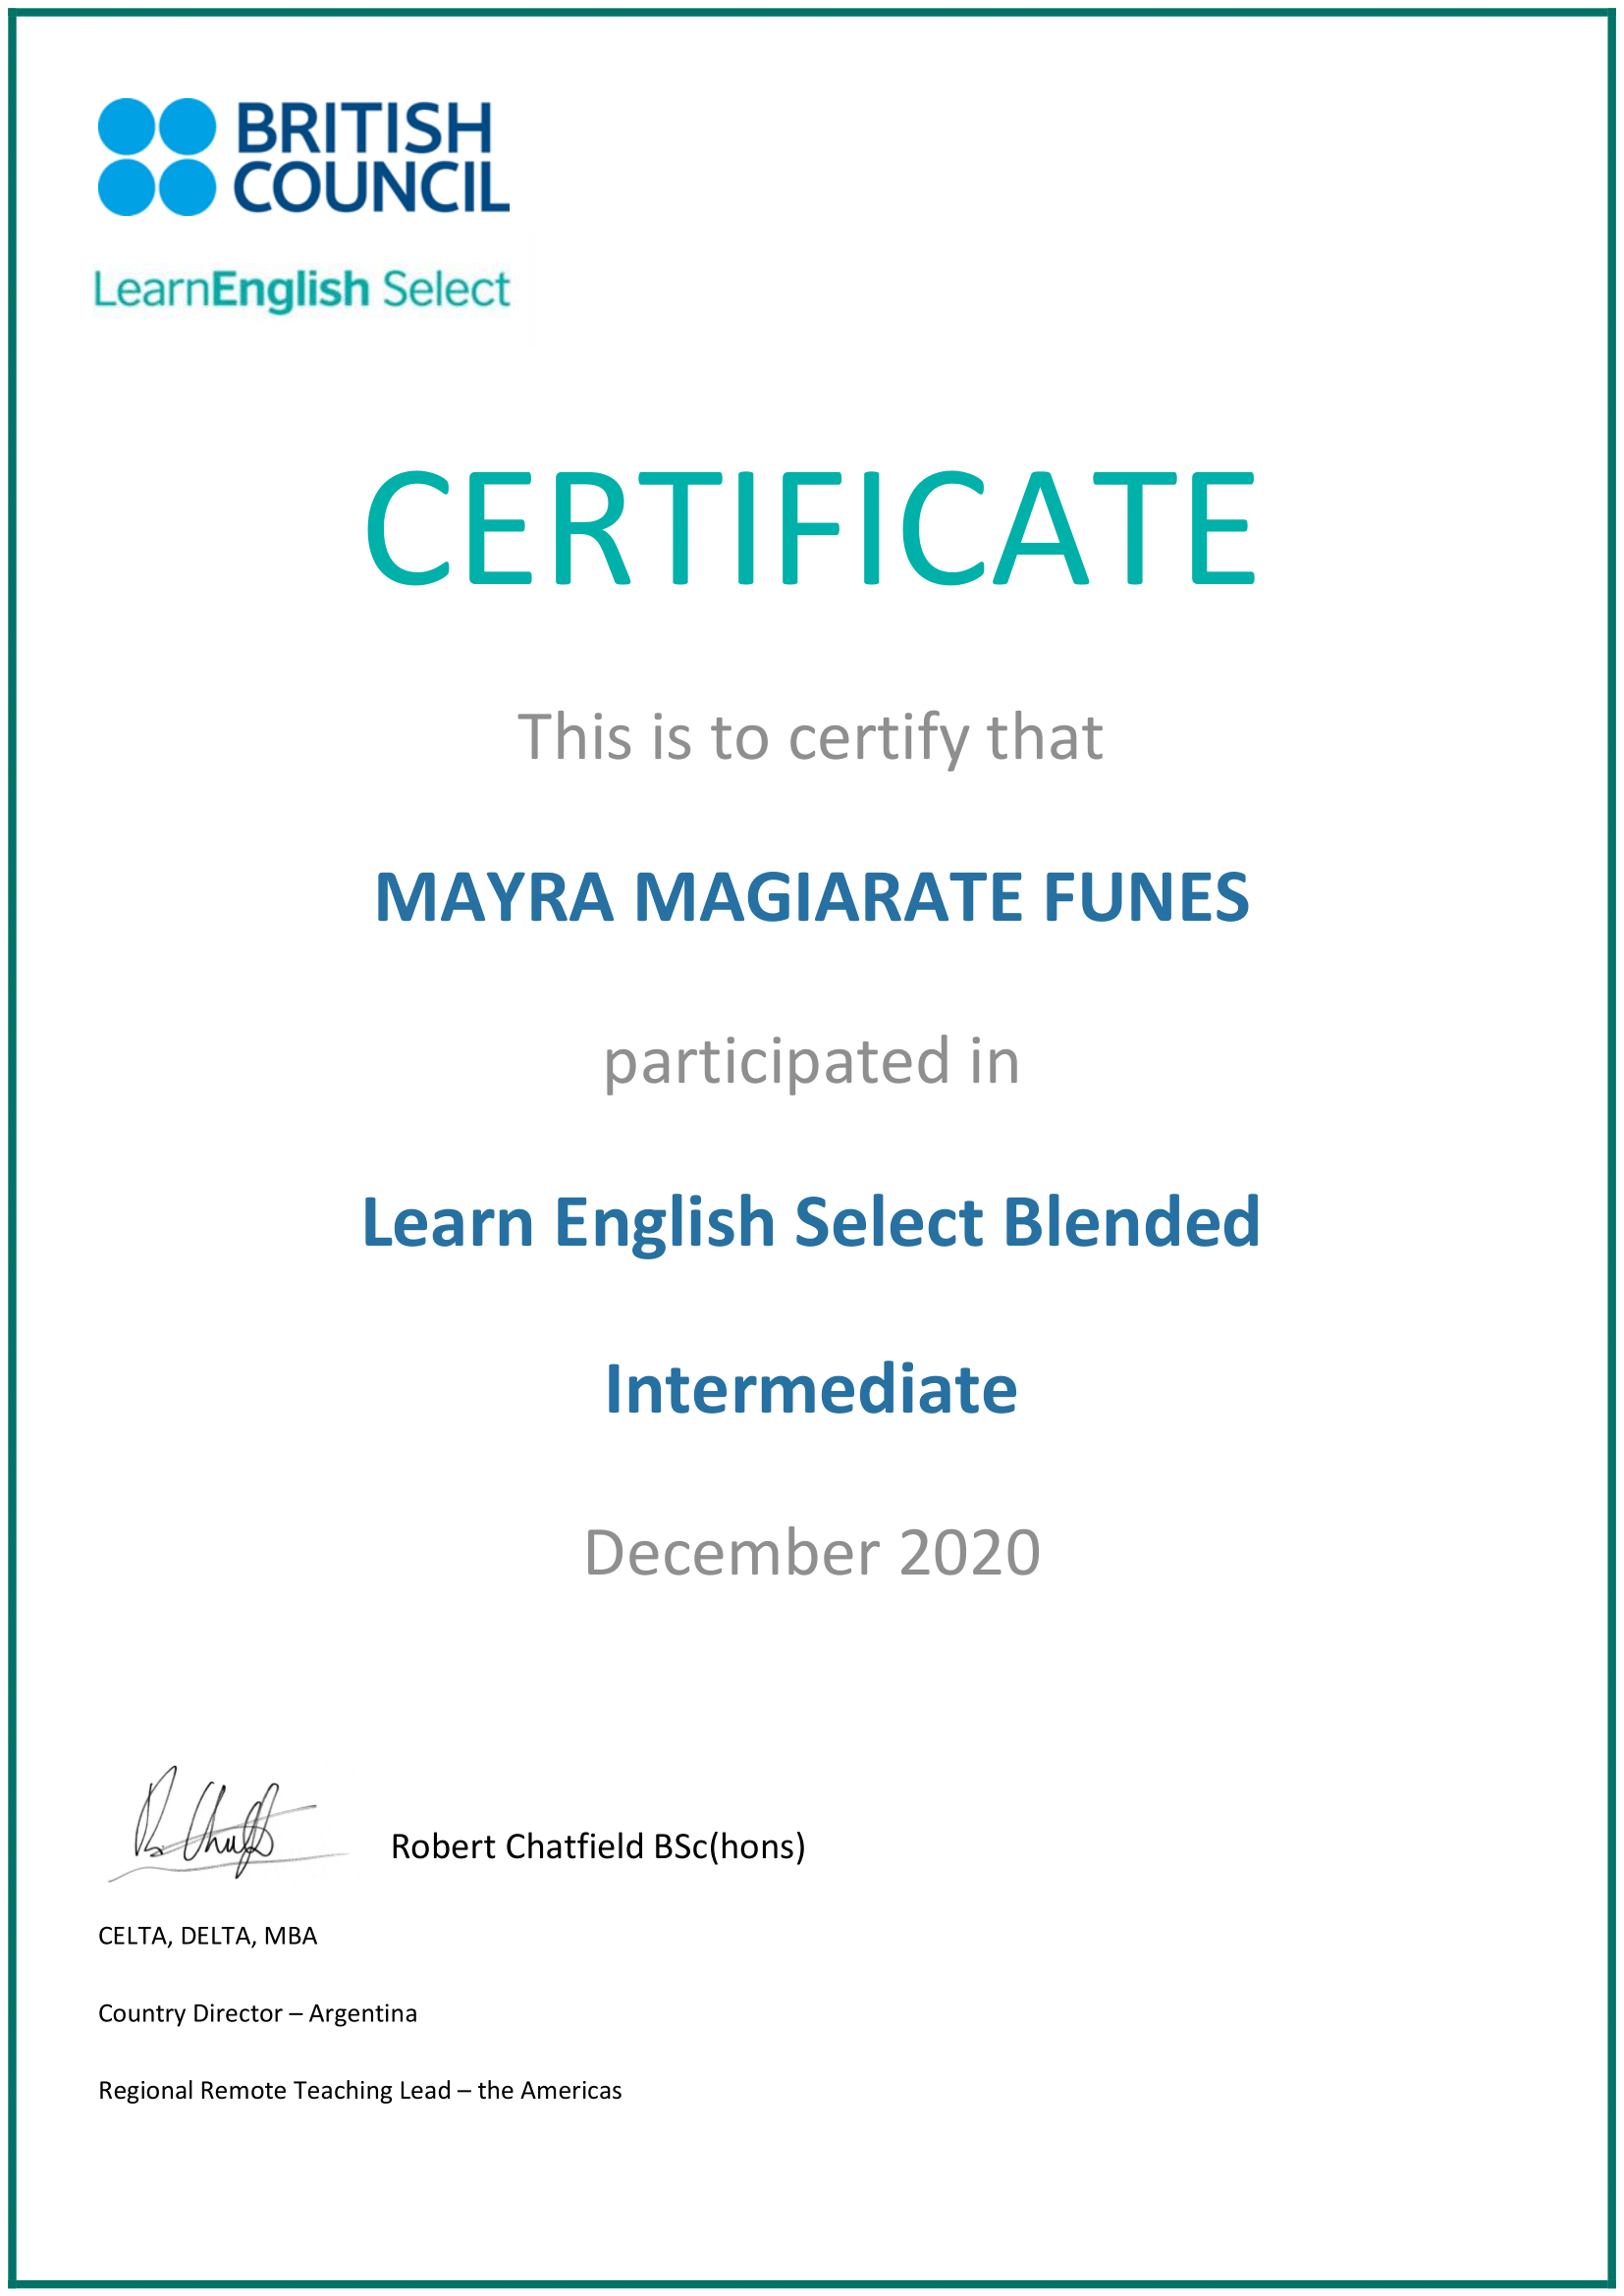 BRITISH
COUNCIL
LearnEnglish Select
CERTIFICATE
This is to certify that
MAYRA MAGIARATE FUNES
participated in
Learn English Select Blended
Intermediate
December 2020
Robert Chatfield BSc(hons)
CELTA, DELTA, MBA
Country Director – Argentina
Regional Remote Teaching Lead – the Americas